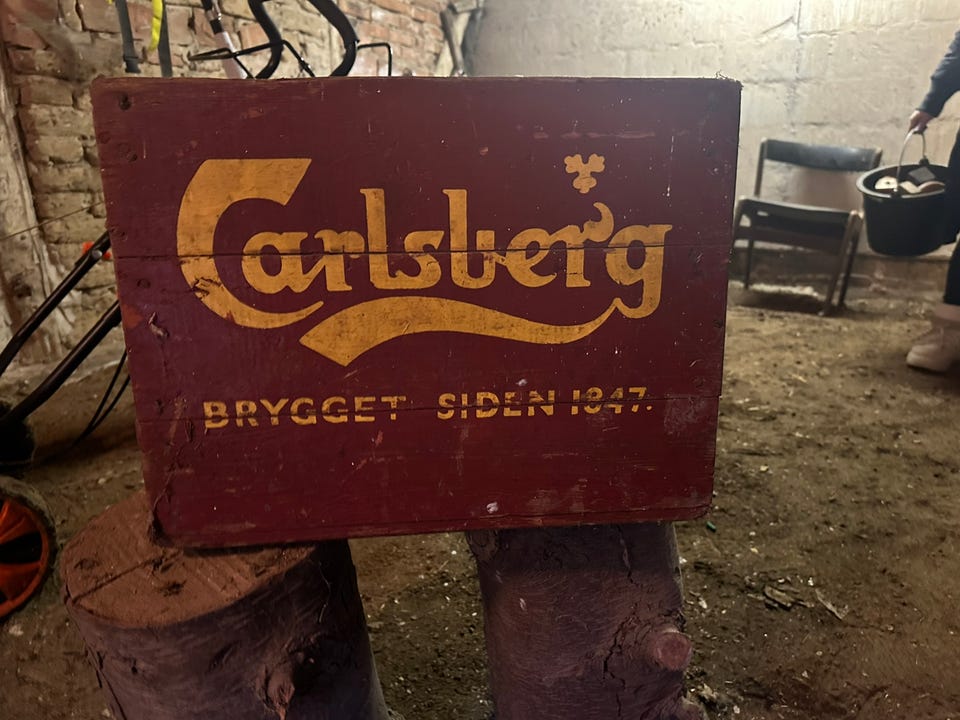 Carlsberg
BRYGGET SIDEN 1847.